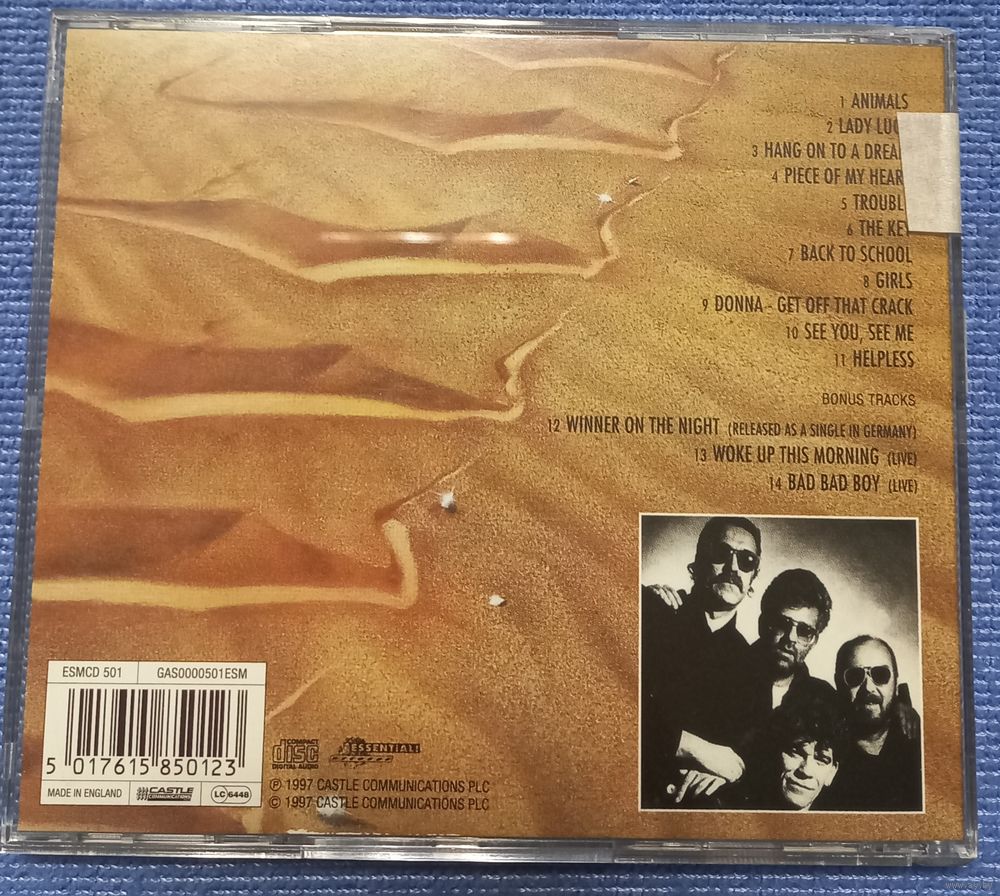 1 ANIMALS
2 LADY LUC
3 HANG ON TO A DREA
4 PIECE OF MY HEAR
5 TROUBL
6 THE KEY
7 BACK TO SCHOOL
8 GIRLS
9 DONNA - GET OFF THAT CRACK
10 SEE YOU, SEE ME
11 HELPLESS
BONUS TRACKS
12 WINNER ON THE NIGHT (RELEASED AS A SINGLE IN GERMANY)
13 WOKE UP THIS MORNING (LIVE)
14 BAD BAD BOY (LIVE)
ESMCD 501 GAS0000501ESM
5 017615 850123
MADE IN ENGLAND CASTLE COMMUNICATIONS LC 6448
COMPACT disc DIGITAL AUDIO
ESSENTIAL!
℗ 1997 CASTLE COMMUNICATIONS PLC
© 1997 CASTLE COMMUNICATIONS PLC